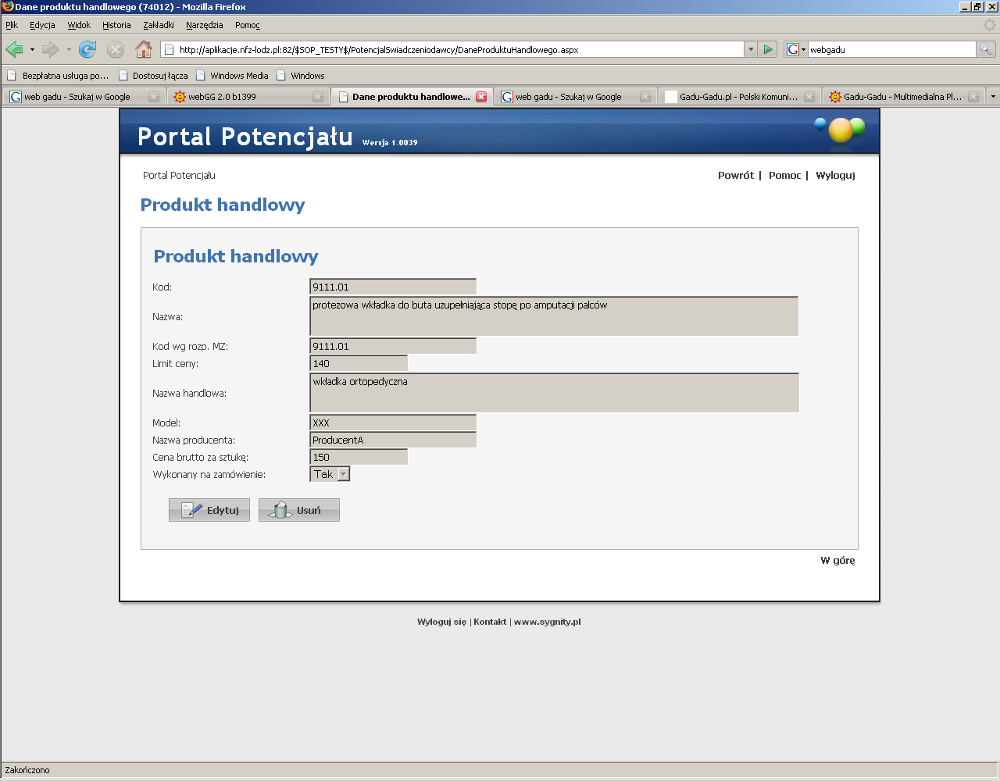 Dane produktu handlowego (74012) - Mozilla Firefox
Plik Edycja Widok Historia Zakładki Narzędzia Pomoc
http://aplikacje.nfz-lodz.pl:82/$SOP_TESTY$/PotencjalSwiadczeniodawcy/DaneProduktuHandlowego.aspx G webgadu
Bezpłatna usługa po... Dostosuj łącza Windows Media Windows
G web gadu - Szukaj w Google webGG 2.0 b1399 Dane produktu handlowe... G web gadu - Szukaj w Google Gadu-Gadu.pl - Polski Komuni... Gadu-Gadu - Multimedialna Pl...
Portal Potencjału Wersja 1.0039
Portal Potencjału Powrót | Pomoc | Wyloguj
Produkt handlowy
Produkt handlowy
Kod: 9111.01
Nazwa: protezowa wkładka do buta uzupełniająca stopę po amputacji palców
Kod wg rozp. MZ: 9111.01
Limit ceny: 140
Nazwa handlowa: wkładka ortopedyczna
Model: XXX
Nazwa producenta: ProducentA
Cena brutto za sztukę: 150
Wykonany na zamówienie: Tak
Edytuj Usuń
W górę
Wyloguj się | Kontakt | www.sygnity.pl
Zakończono